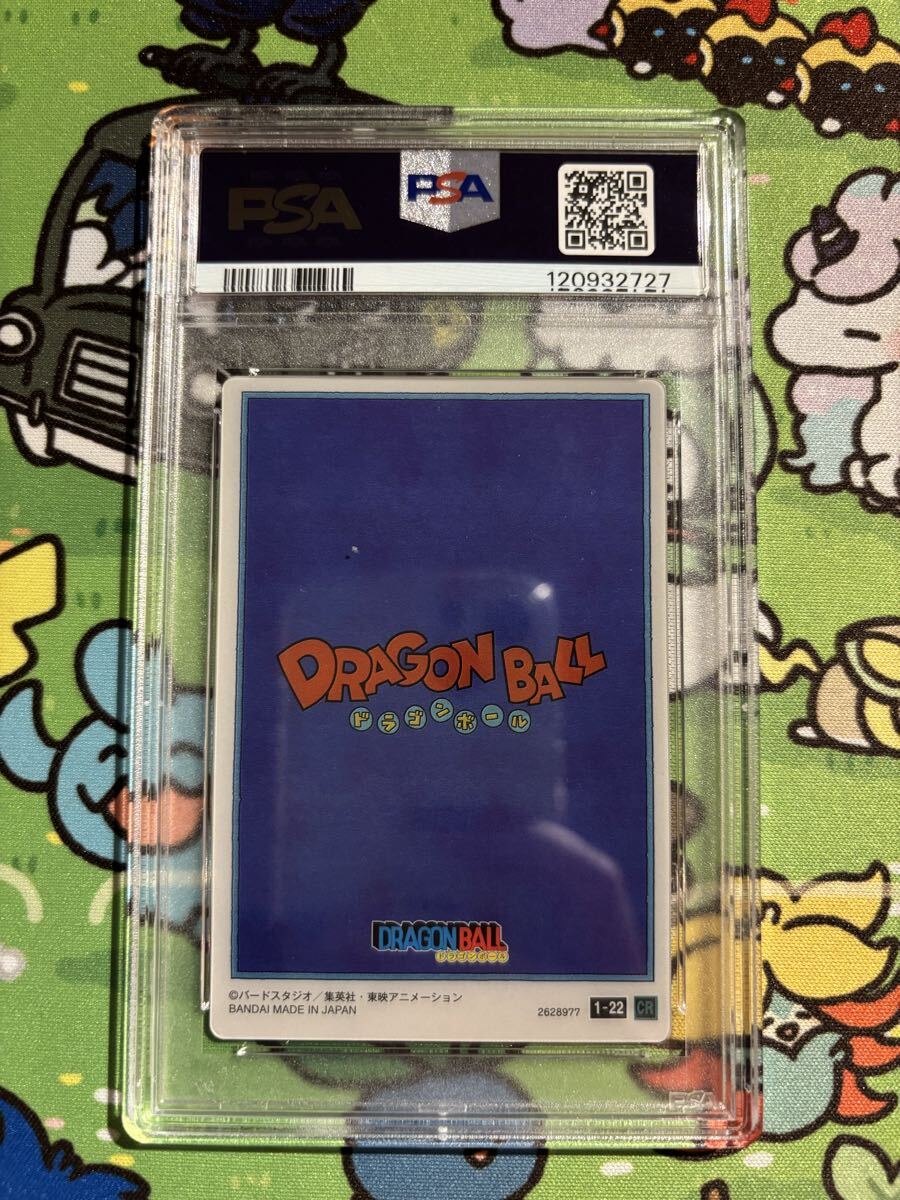 PSA
PSA
120932727
DRAGON BALL
ドラゴンボール
DRAGON BALL
ドラゴンボール
©バードスタジオ／集英社・東映アニメーション
BANDAI MADE IN JAPAN
2628977 1-22 CR
PSA